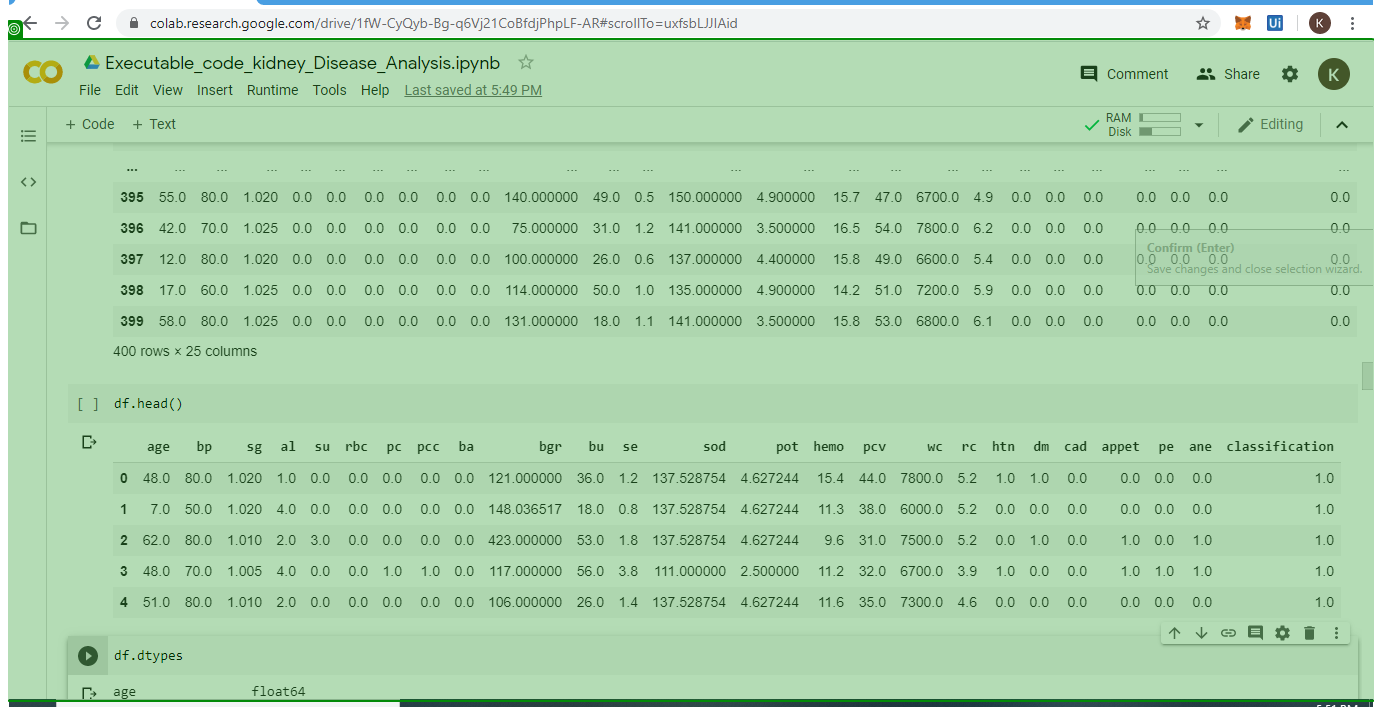 colab.research.google.com/drive/1fW-CyQyb-Bg-q6Vj21CoBfdjPhpLF-AR#scrollTo=uxfsbLJJIAid Ui K
CO Executable_code_kidney_Disease_Analysis.ipynb Comment Share K
File Edit View Insert Runtime Tools Help Last saved at 5:49 PM
+ Code + Text RAM Disk Editing
... ... ... ... ... ... ... ... ... ... ... ... ... ... ... ... ... ... ... ... ... ... ... ... ... ...
395 55.0 80.0 1.020 0.0 0.0 0.0 0.0 0.0 0.0 140.000000 49.0 0.5 150.000000 4.900000 15.7 47.0 6700.0 4.9 0.0 0.0 0.0 0.0 0.0 0.0 0.0
396 42.0 70.0 1.025 0.0 0.0 0.0 0.0 0.0 0.0 75.000000 31.0 1.2 141.000000 3.500000 16.5 54.0 7800.0 6.2 0.0 0.0 0.0 0.0 0.0 0.0 0.0
Confirm (Enter)
397 12.0 80.0 1.020 0.0 0.0 0.0 0.0 0.0 0.0 100.000000 26.0 0.6 137.000000 4.400000 15.8 49.0 6600.0 5.4 0.0 0.0 0.0 0.0 0.0 0.0 0.0
Save changes and close selection wizard.
398 17.0 60.0 1.025 0.0 0.0 0.0 0.0 0.0 0.0 114.000000 50.0 1.0 135.000000 4.900000 14.2 51.0 7200.0 5.9 0.0 0.0 0.0 0.0 0.0 0.0 0.0
399 58.0 80.0 1.025 0.0 0.0 0.0 0.0 0.0 0.0 131.000000 18.0 1.1 141.000000 3.500000 15.8 53.0 6800.0 6.1 0.0 0.0 0.0 0.0 0.0 0.0 0.0
400 rows × 25 columns
[ ] df.head()
age bp sg al su rbc pc pcc ba bgr bu se sod pot hemo pcv wc rc htn dm cad appet pe ane classification
0 48.0 80.0 1.020 1.0 0.0 0.0 0.0 0.0 0.0 121.000000 36.0 1.2 137.528754 4.627244 15.4 44.0 7800.0 5.2 1.0 1.0 0.0 0.0 0.0 0.0 1.0
1 7.0 50.0 1.020 4.0 0.0 0.0 0.0 0.0 0.0 148.036517 18.0 0.8 137.528754 4.627244 11.3 38.0 6000.0 5.2 0.0 0.0 0.0 0.0 0.0 0.0 1.0
2 62.0 80.0 1.010 2.0 3.0 0.0 0.0 0.0 0.0 423.000000 53.0 1.8 137.528754 4.627244 9.6 31.0 7500.0 5.2 0.0 1.0 0.0 1.0 0.0 1.0 1.0
3 48.0 70.0 1.005 4.0 0.0 0.0 1.0 1.0 0.0 117.000000 56.0 3.8 111.000000 2.500000 11.2 32.0 6700.0 3.9 1.0 0.0 0.0 1.0 1.0 1.0 1.0
4 51.0 80.0 1.010 2.0 0.0 0.0 0.0 0.0 0.0 106.000000 26.0 1.4 137.528754 4.627244 11.6 35.0 7300.0 4.6 0.0 0.0 0.0 0.0 0.0 0.0 1.0
df.dtypes
age float64